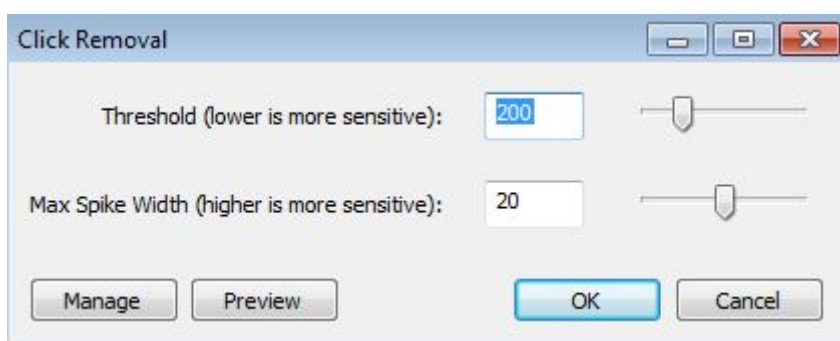 Click Removal
Threshold (lower is more sensitive): 200
Max Spike Width (higher is more sensitive): 20
Manage Preview OK Cancel